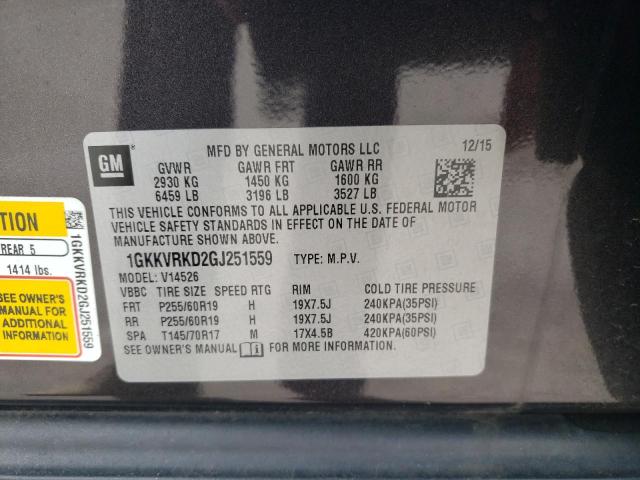 GM
MFD BY GENERAL MOTORS LLC
12/15
GVWR GAWR FRT GAWR RR
2930 KG 1450 KG 1600 KG
6459 LB 3196 LB 3527 LB
THIS VEHICLE CONFORMS TO ALL APPLICABLE U.S. FEDERAL MOTOR
VEHICLE SAFETY STANDARDS IN EFFECT ON THE DATE OF
MANUFACTURE SHOWN ABOVE.
1GKKVRKD2GJ251559 TYPE: M.P.V.
MODEL: V14526
VBBC TIRE SIZE SPEED RTG RIM COLD TIRE PRESSURE
FRT P255/60R19 H 19X7.5J 240KPA(35PSI)
RR P255/60R19 H 19X7.5J 240KPA(35PSI)
SPA T145/70R17 M 17X4.5B 420KPA(60PSI)
SEE OWNER'S MANUAL FOR MORE INFORMATION.
TION
REAR 5
1414 lbs.
SEE OWNER'S
MANUAL FOR
ADDITIONAL
INFORMATION
1GKKVRKD2GJ251559